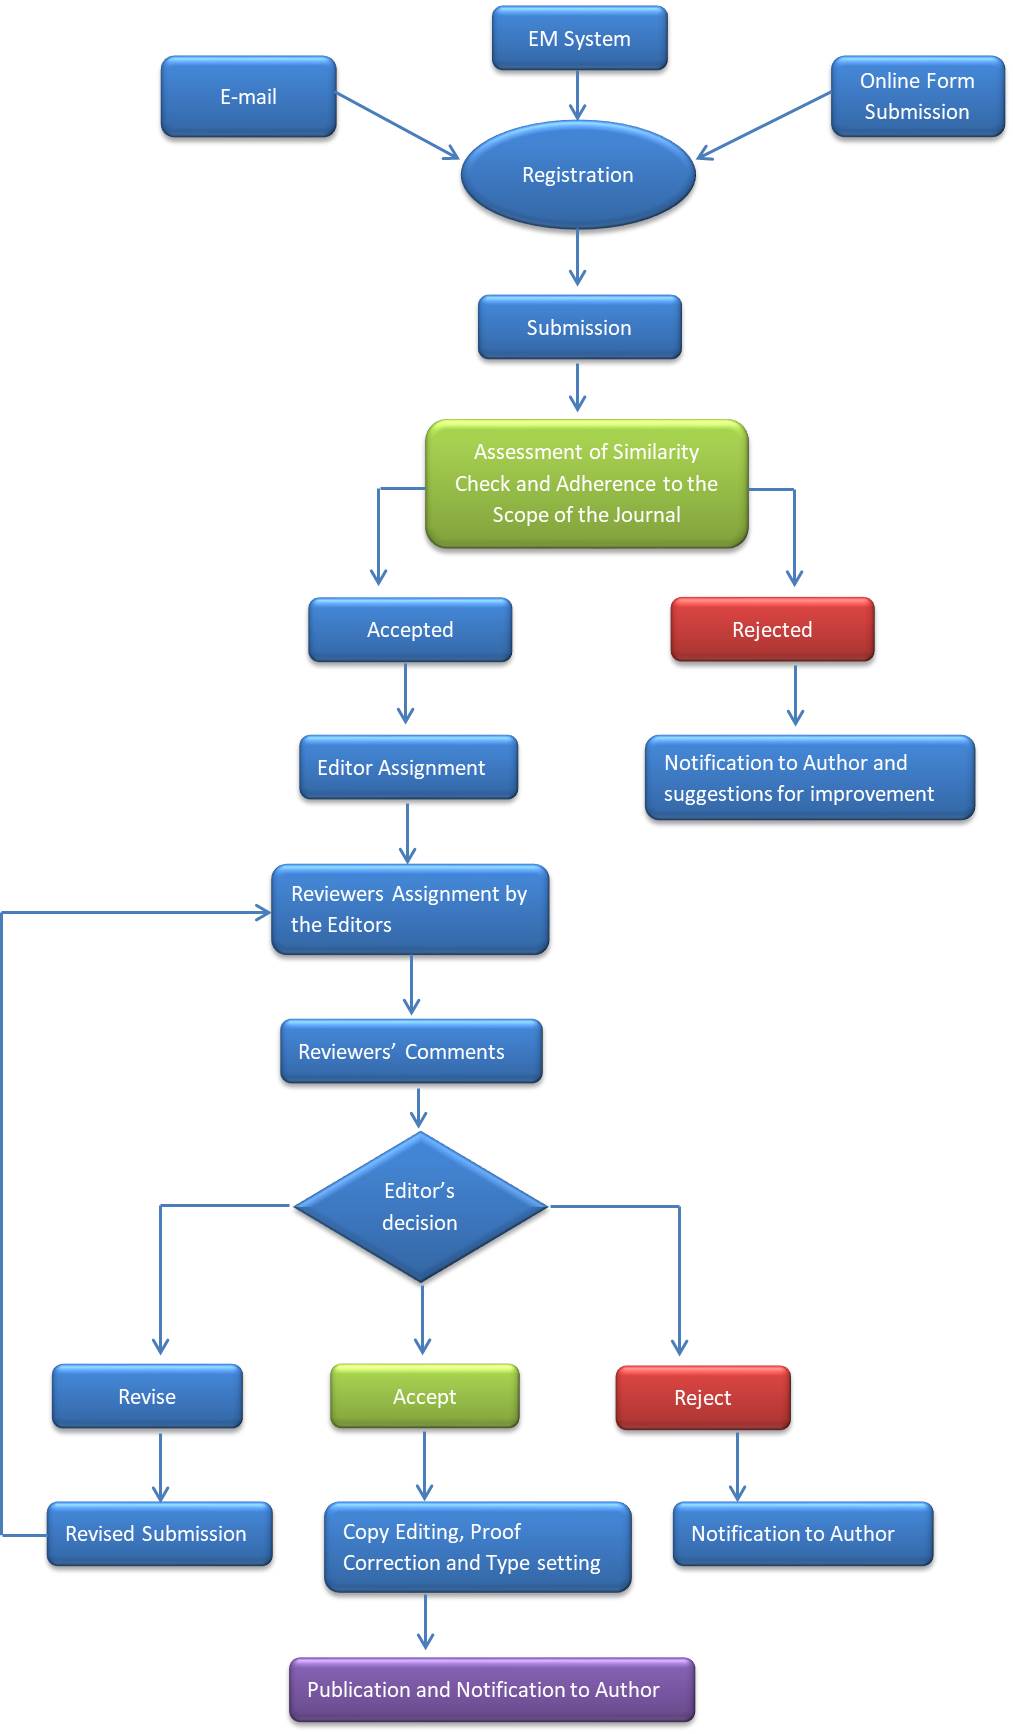 EM System
E-mail
Online Form
Submission
Registration
Submission
Assessment of Similarity
Check and Adherence to the
Scope of the Journal
Accepted
Rejected
Editor Assignment
Notification to Author and
suggestions for improvement
Reviewers Assignment by
the Editors
Reviewers’ Comments
Editor’s
decision
Revise
Accept
Reject
Revised Submission
Copy Editing, Proof
Correction and Type setting
Notification to Author
Publication and Notification to Author